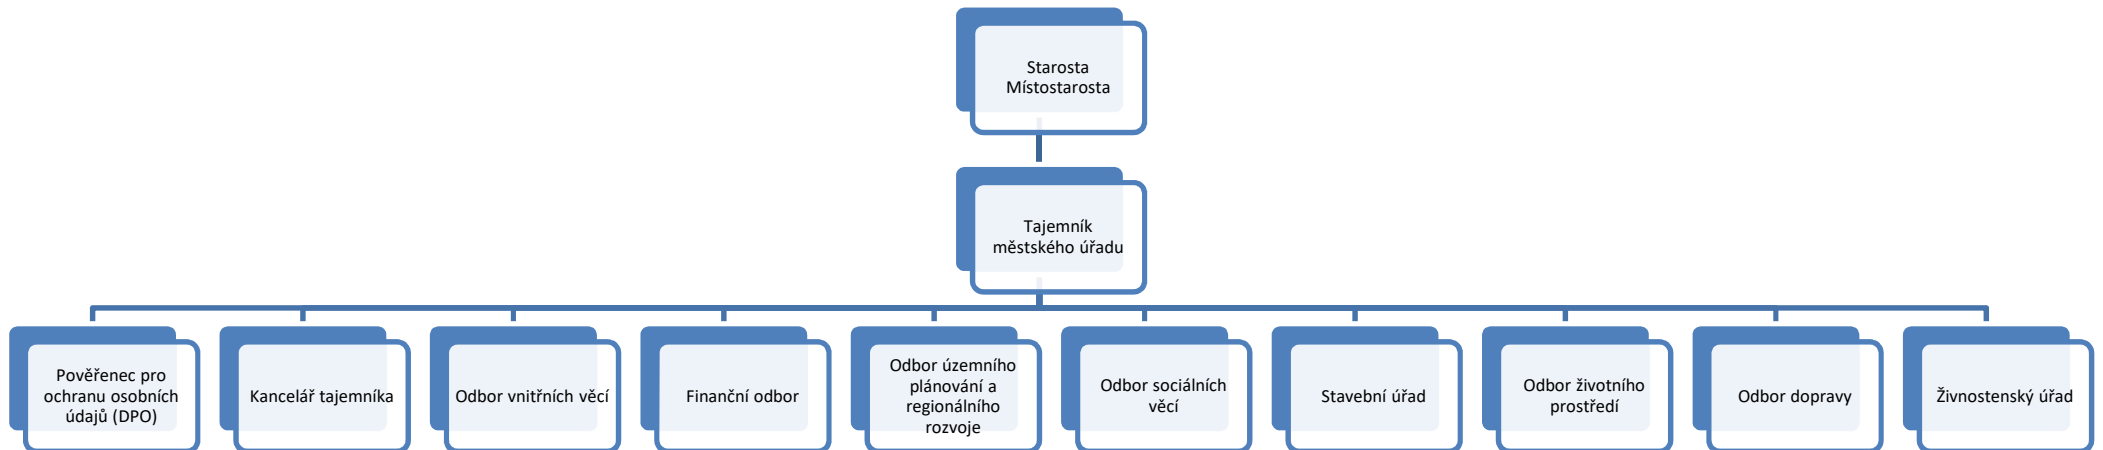 Starosta
Místostarosta
Tajemník
městského úřadu
Pověřenec pro
ochranu osobních
údajů (DPO)
Kancelář tajemníka
Odbor vnitřních věcí
Finanční odbor
Odbor územního
plánování a
regionálního
rozvoje
Odbor sociálních
věcí
Stavební úřad
Odbor životního
prostředí
Odbor dopravy
Živnostenský úřad